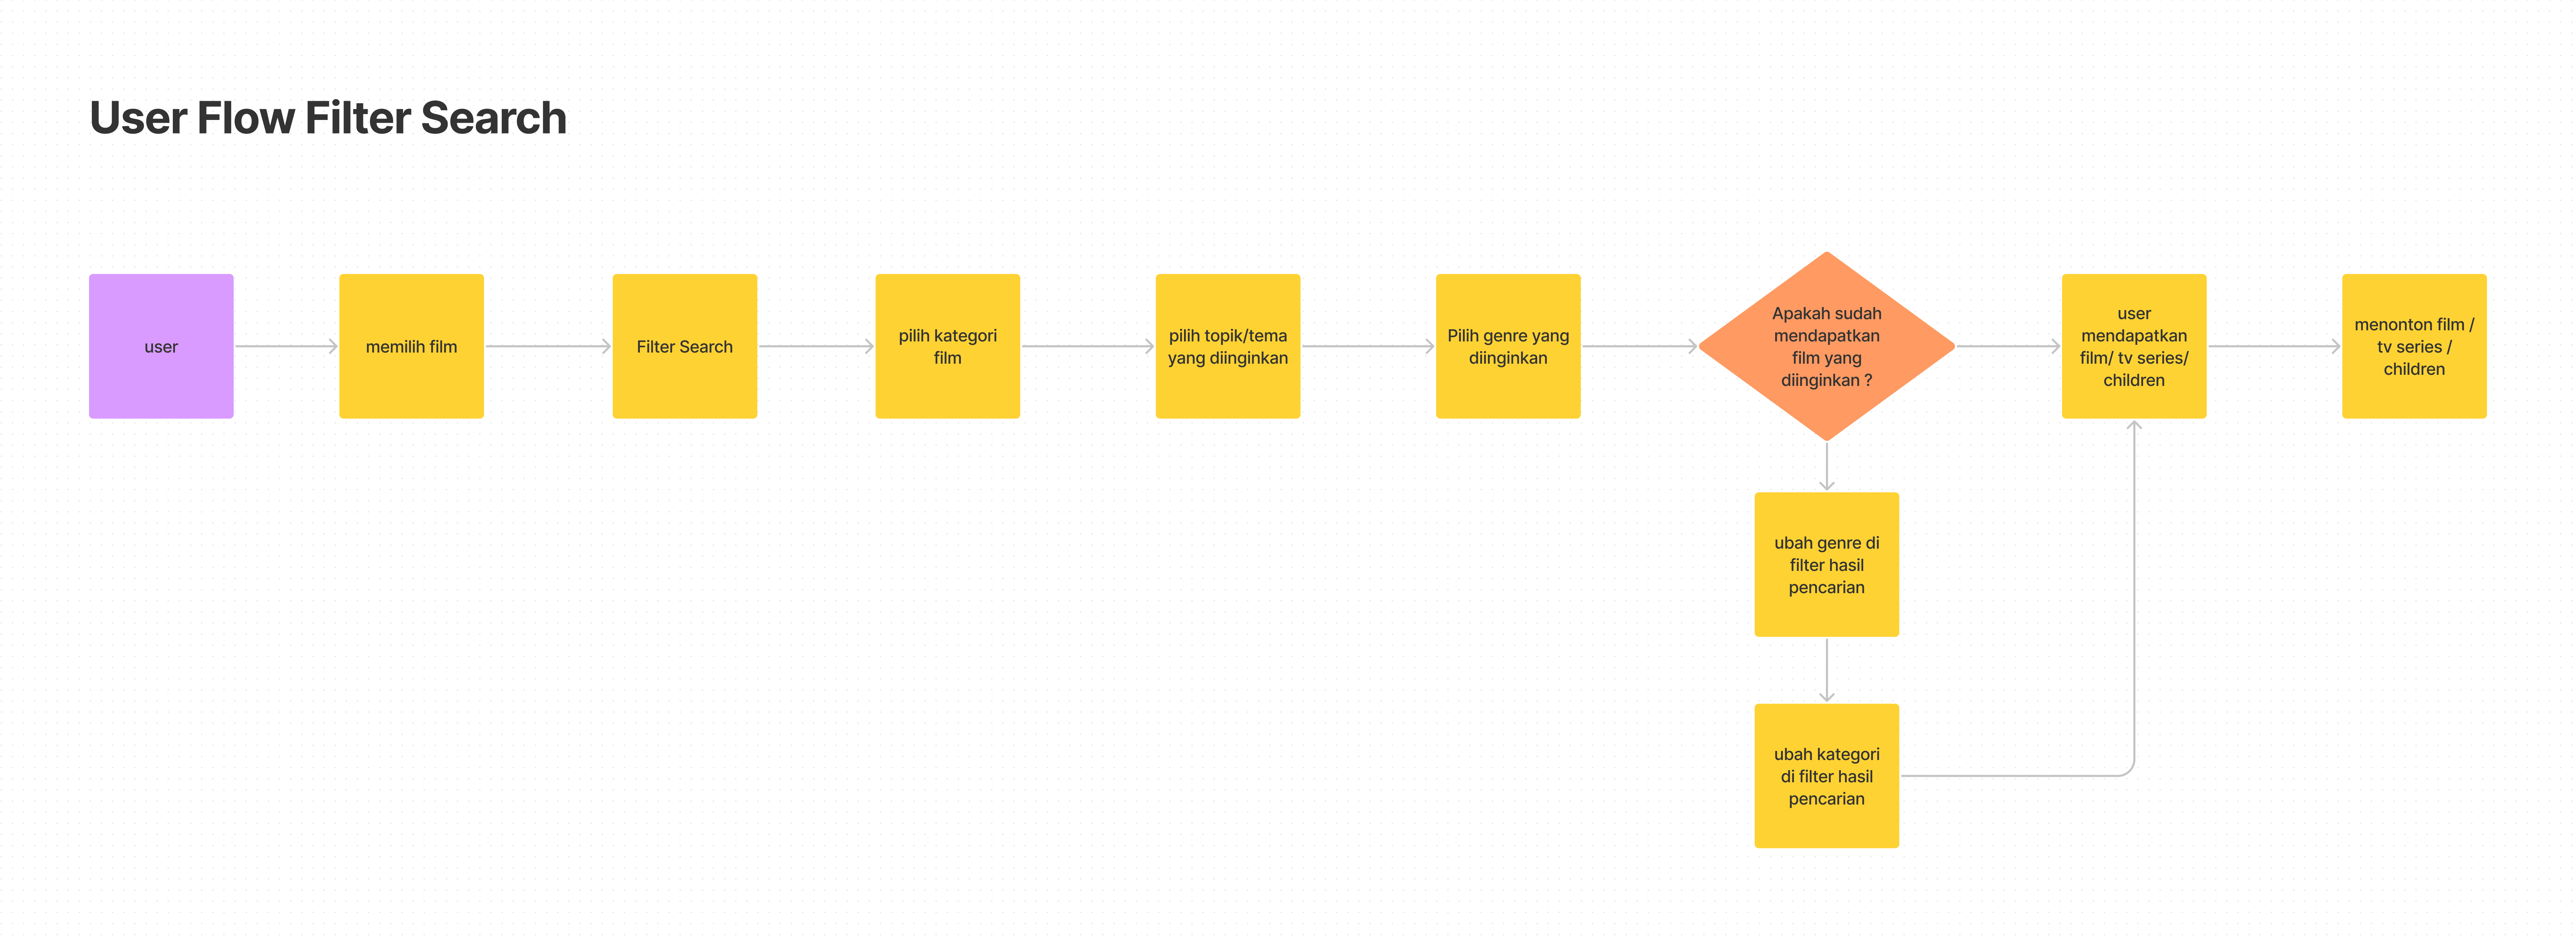 User Flow Filter Search
user
memilih film
Filter Search
pilih kategori
film
pilih topik/tema
yang diinginkan
Pilih genre yang
diinginkan
Apakah sudah
mendapatkan
film yang
diinginkan ?
user
mendapatkan
film/ tv series/
children
menonton film /
tv series /
children
ubah genre di
filter hasil
pencarian
ubah kategori
di filter hasil
pencarian